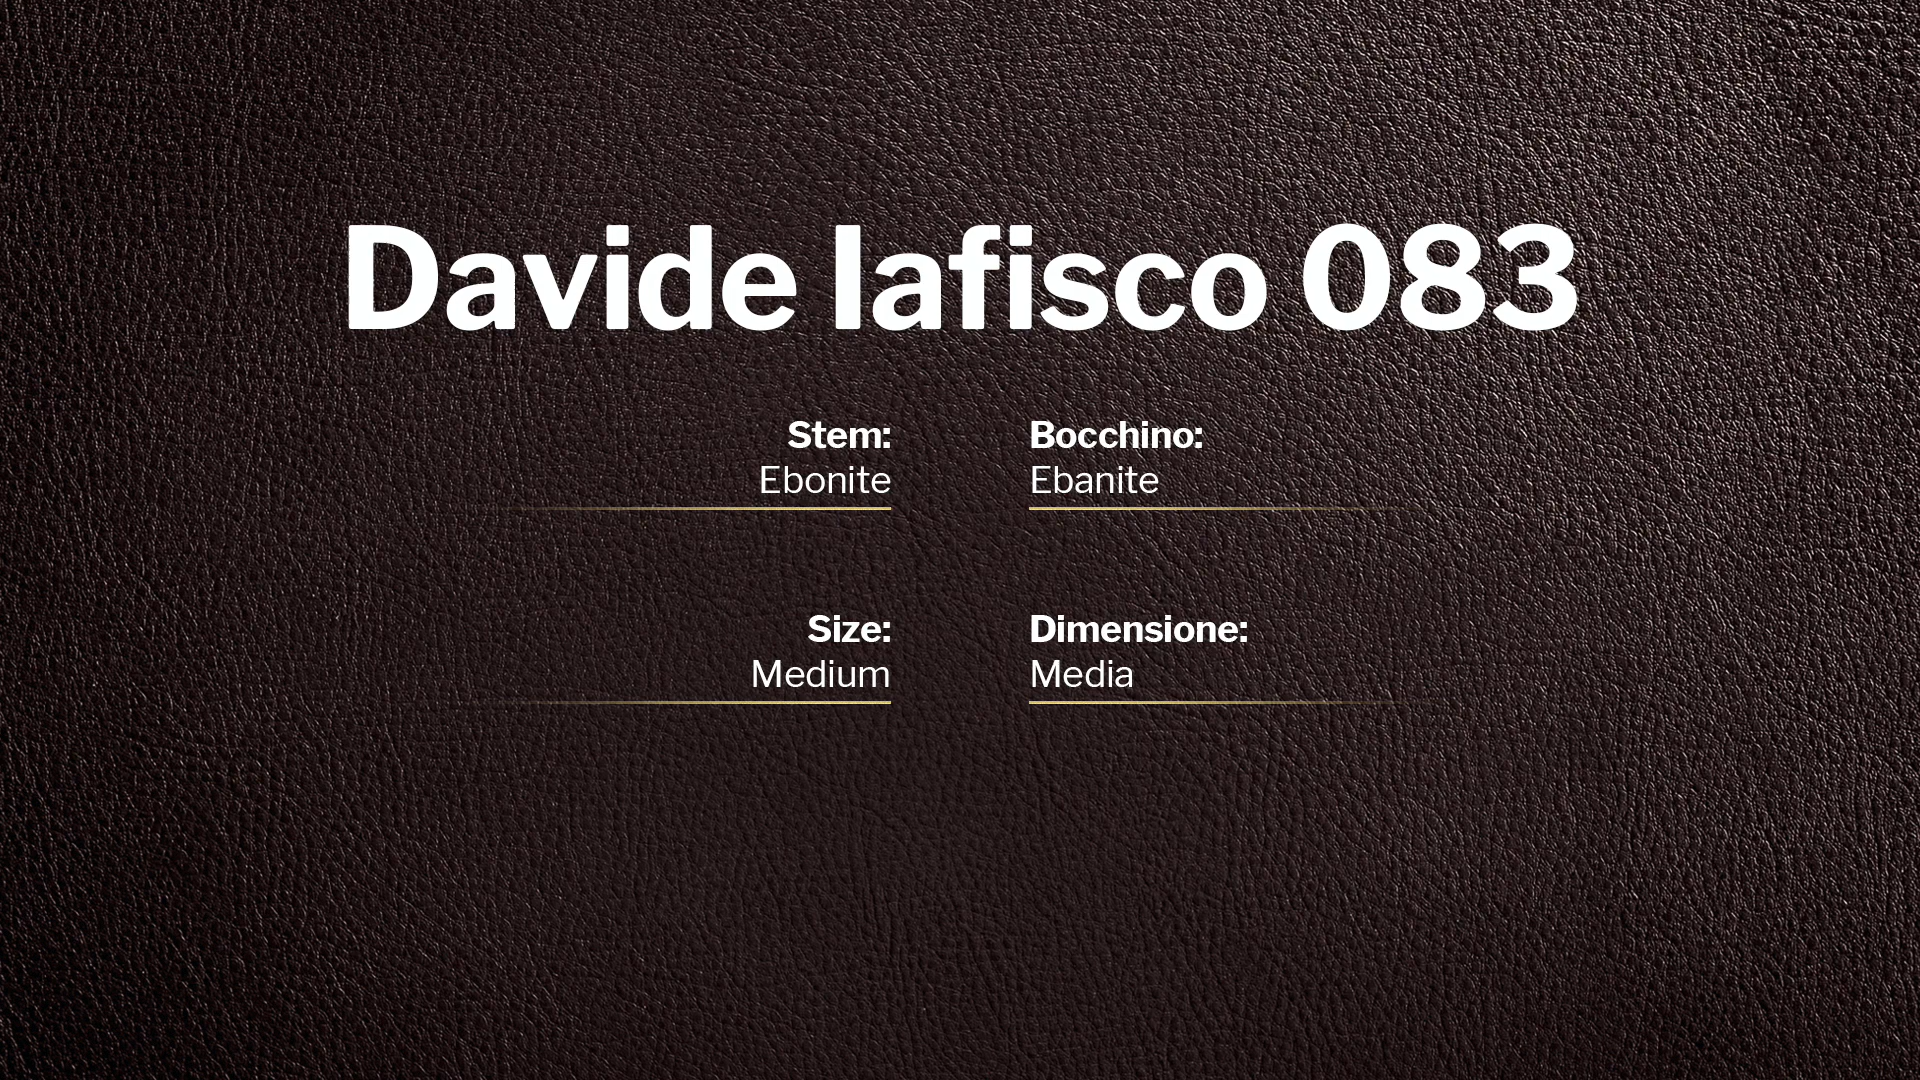 Davide Iafisco 083
Stem:
Ebonite
Bocchino:
Ebanite
Size:
Medium
Dimensione:
Media